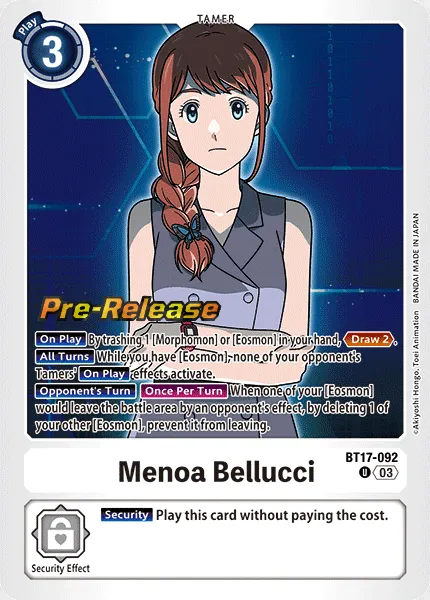 TAMER
Play
3
Pre-Release
On Play By trashing 1 [Morphomon] or [Eosmon] in your hand, Draw 2.
All Turns While you have [Eosmon], none of your opponent's
Tamers' On Play effects activate.
Opponent's Turn Once Per Turn When one of your [Eosmon]
would leave the battle area by an opponent's effect, by deleting 1 of
your other [Eosmon], prevent it from leaving.
©Akiyoshi Hongo, Toei Animation BANDAI MADE IN JAPAN
Menoa Bellucci
BT17-092
U 03
Security Play this card without paying the cost.
Security Effect